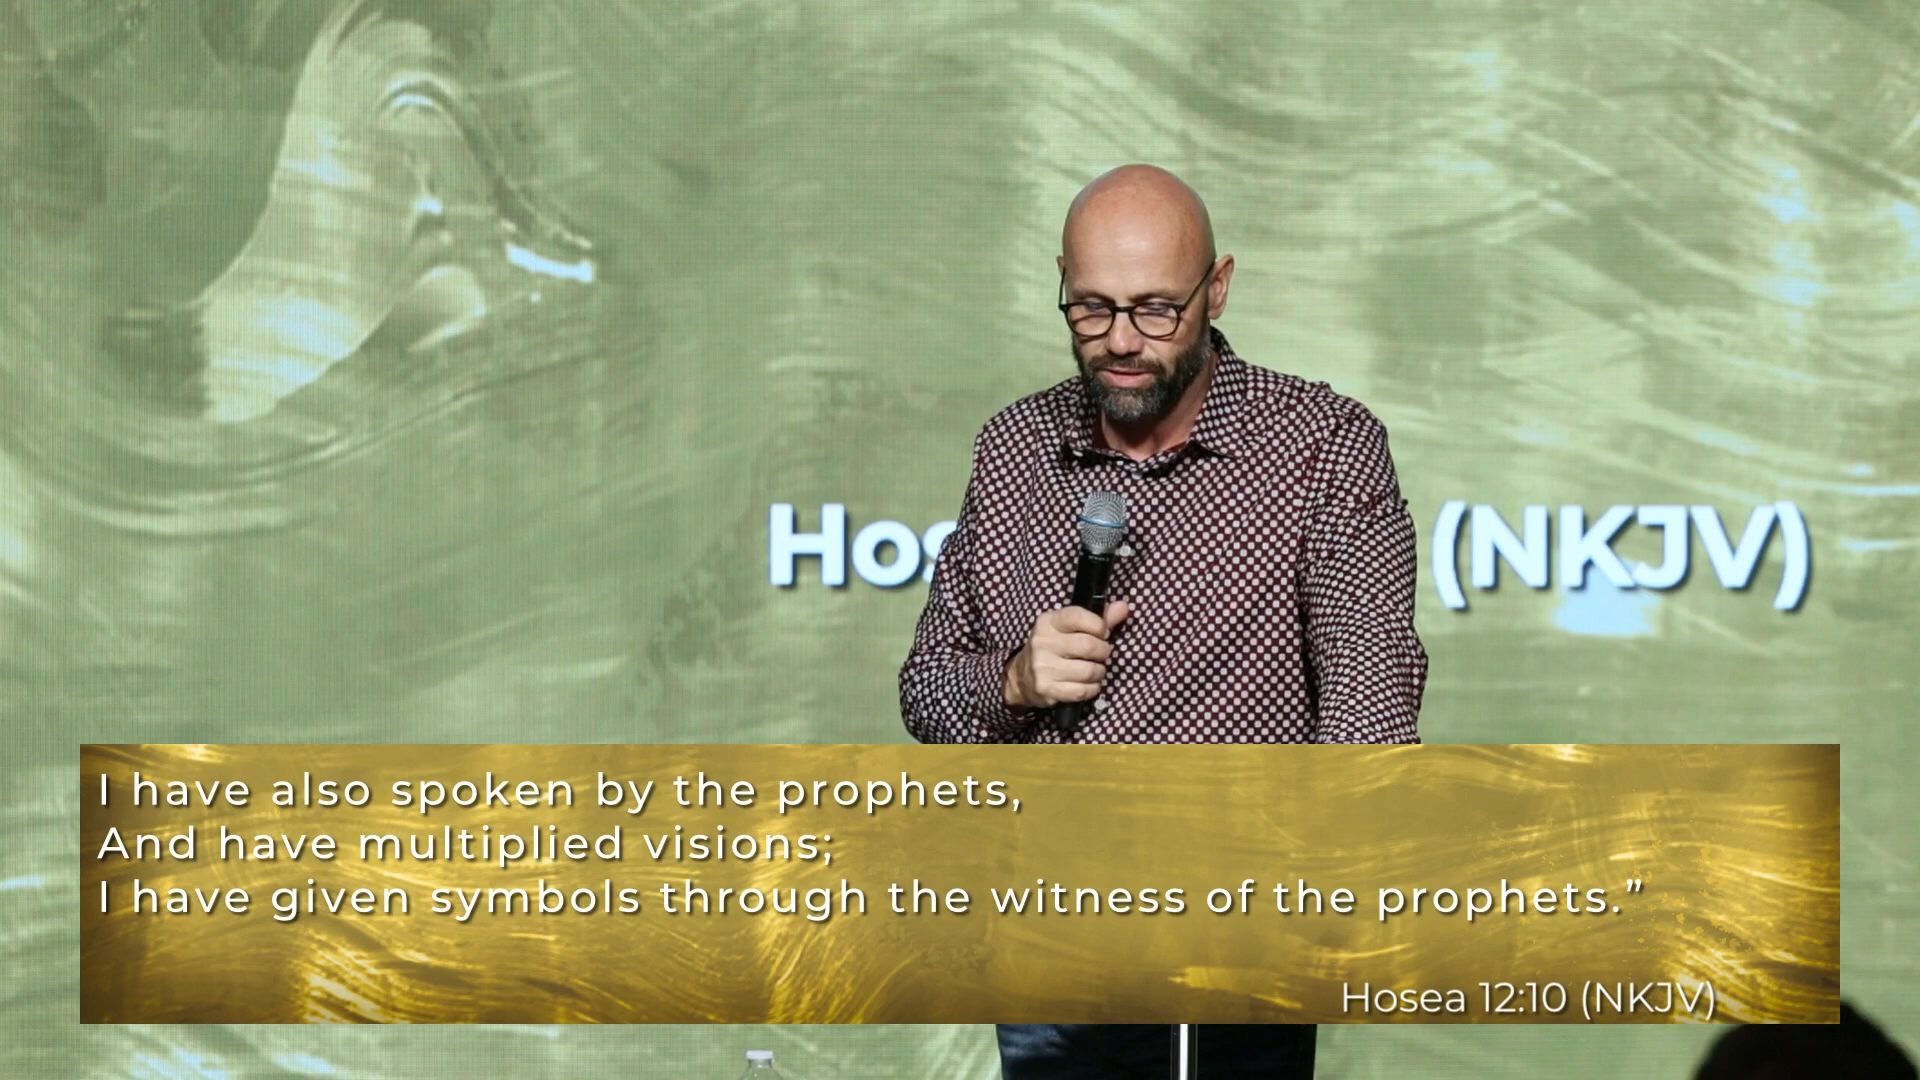 (NKJV)
I have also spoken by the prophets,
And have multiplied visions;
I have given symbols through the witness of the prophets.”
Hosea 12:10 (NKJV)